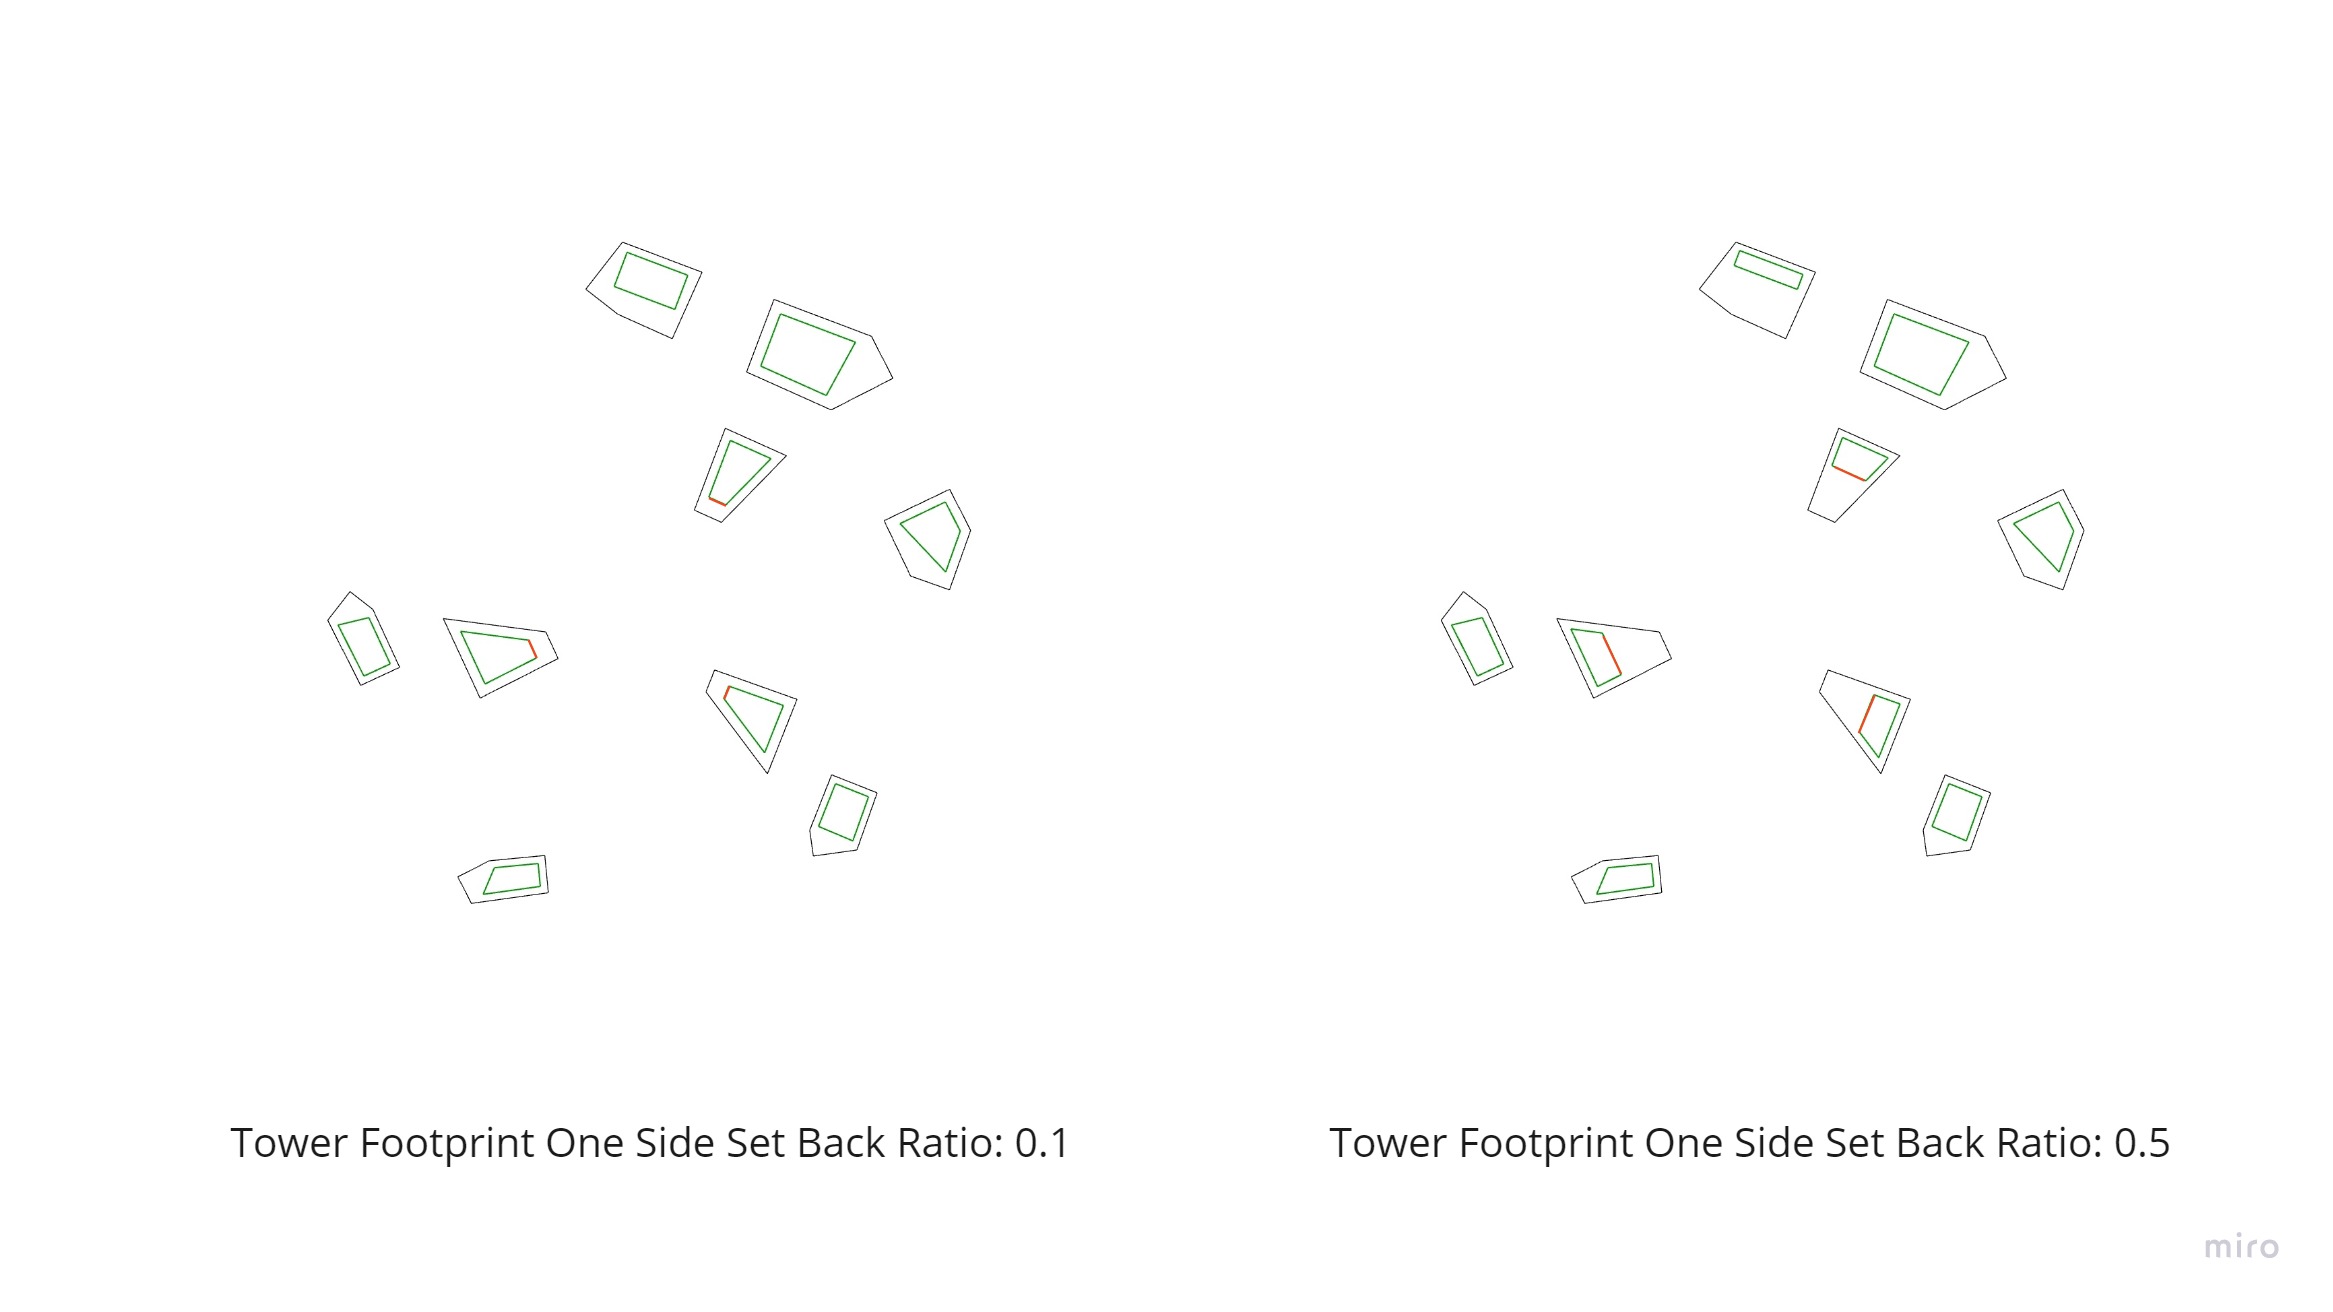 Tower Footprint One Side Set Back Ratio: 0.1
Tower Footprint One Side Set Back Ratio: 0.5
miro